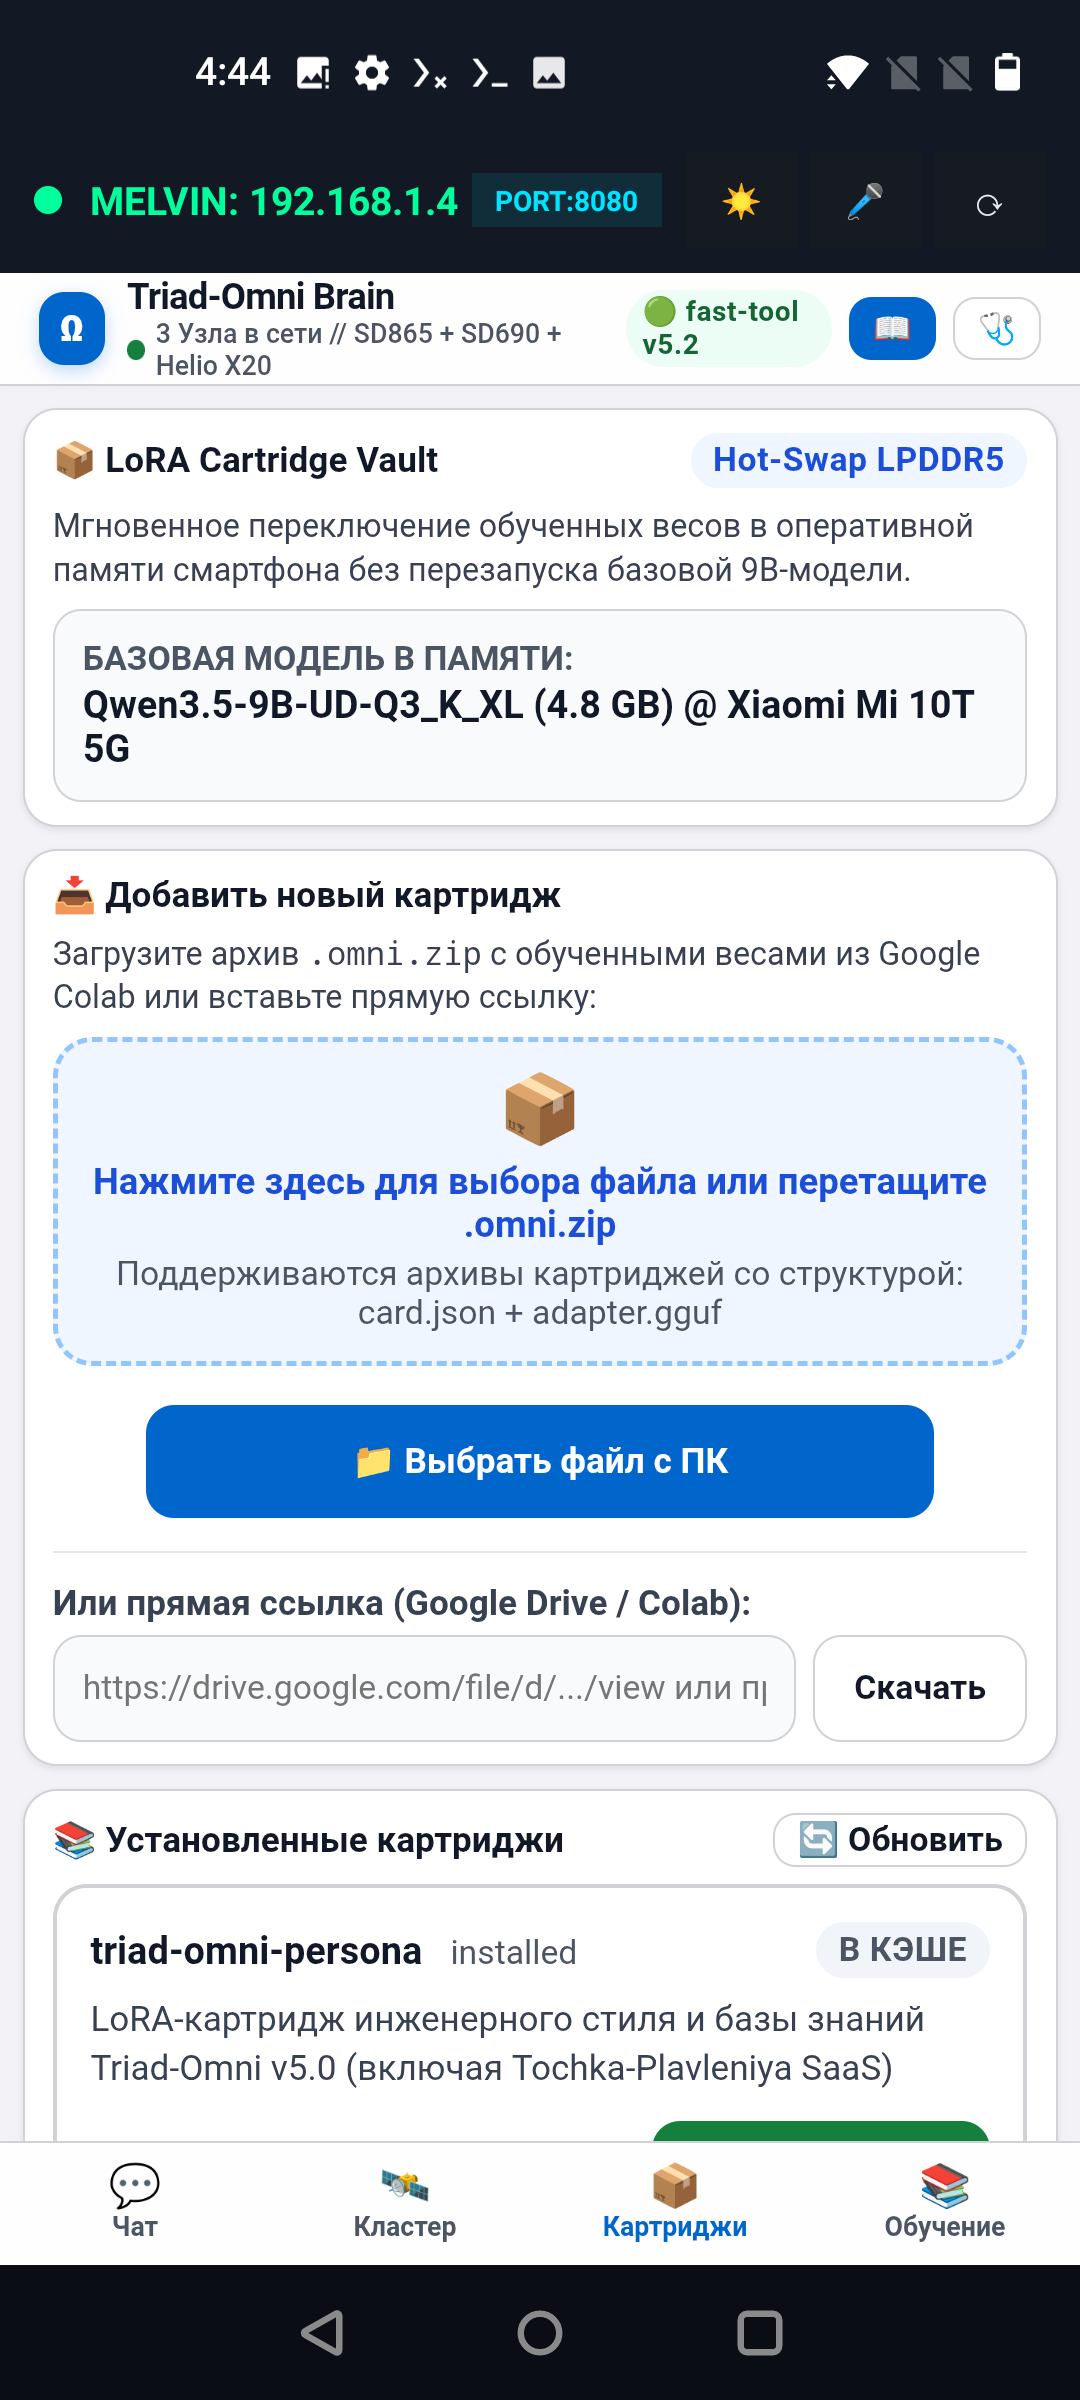 4:44
MELVIN: 192.168.1.4
PORT:8080
Ω
Triad-Omni Brain
3 Узла в сети // SD865 + SD690 +
Helio X20
fast-tool
v5.2
LoRA Cartridge Vault
Hot-Swap LPDDR5
Мгновенное переключение обученных весов в оперативной
памяти смартфона без перезапуска базовой 9B-модели.
БАЗОВАЯ МОДЕЛЬ В ПАМЯТИ:
Qwen3.5-9B-UD-Q3_K_XL (4.8 GB) @ Xiaomi Mi 10T
5G
Добавить новый картридж
Загрузите архив .omni.zip с обученными весами из Google
Colab или вставьте прямую ссылку:
Нажмите здесь для выбора файла или перетащите
.omni.zip
Поддерживаются архивы картриджей со структурой:
card.json + adapter.gguf
Выбрать файл с ПК
Или прямая ссылка (Google Drive / Colab):
https://drive.google.com/file/d/.../view или
Скачать
Установленные картриджи
Обновить
triad-omni-persona installed
В КЭШЕ
LoRA-картридж инженерного стиля и базы знаний
Triad-Omni v5.0 (включая Tochka-Plavleniya SaaS)
Чат
Кластер
Картриджи
Обучение